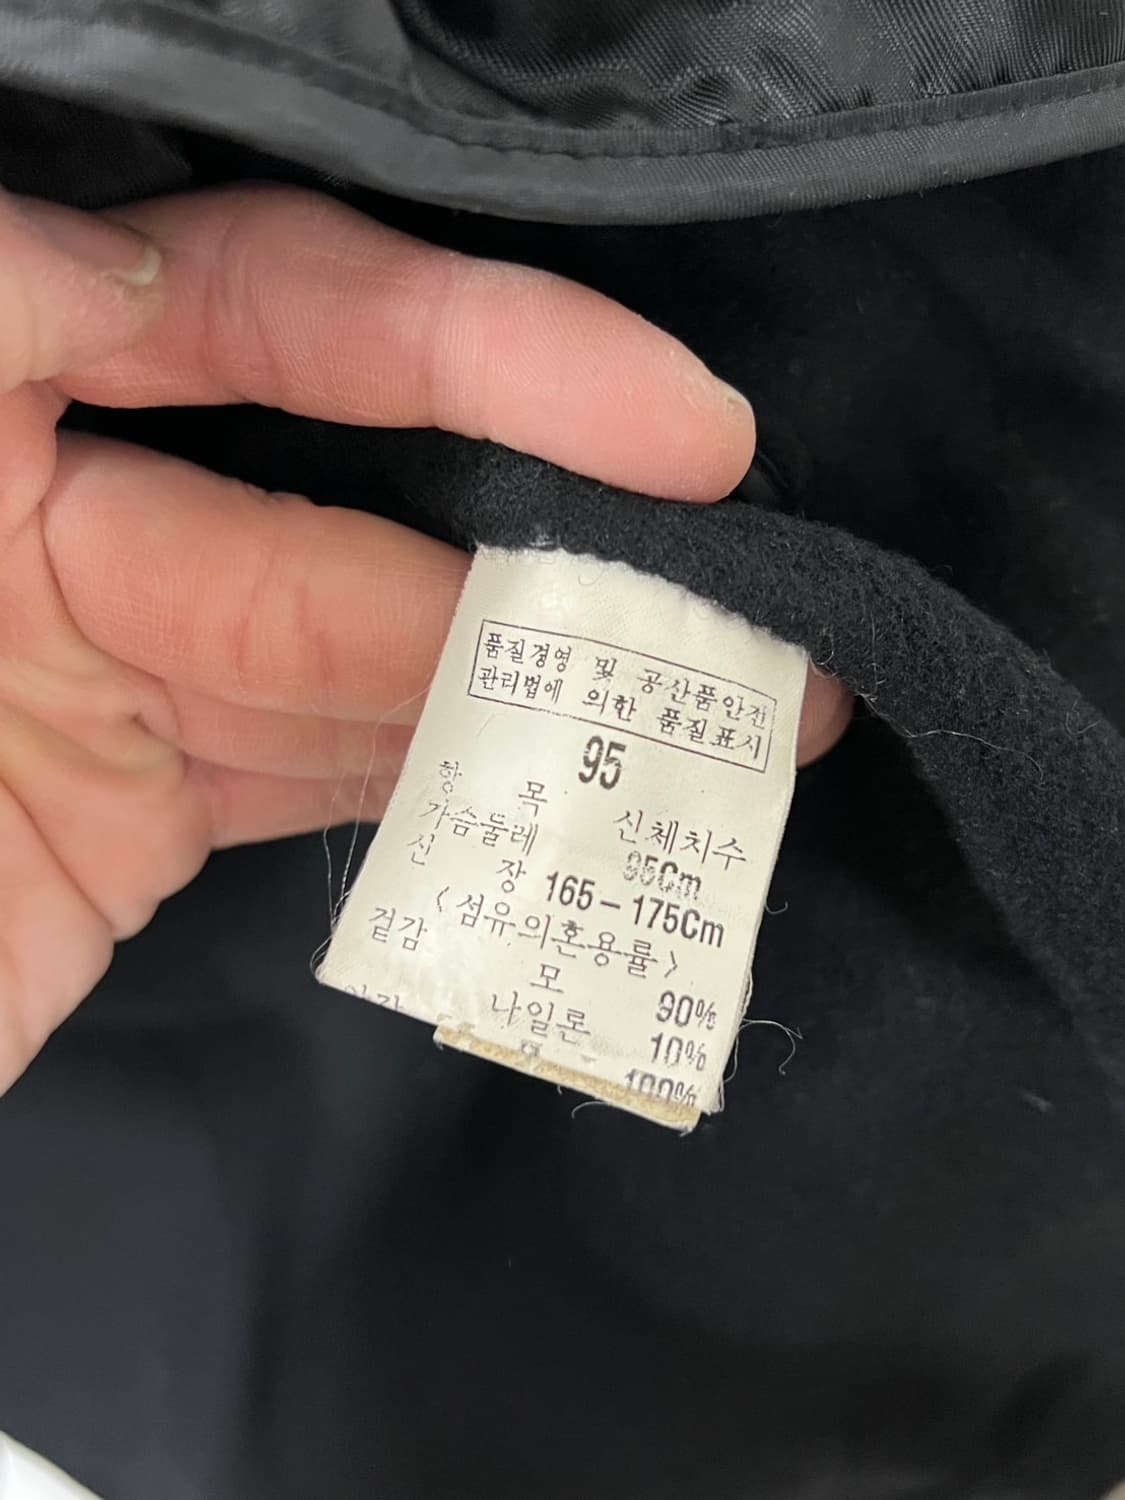 품질경영 및 공산품안전
관리법에 의한 품질표시
95
항 목 신체치수
가슴둘레 95Cm
신 장 165-175Cm
〈섬유의혼용률〉
겉감 모 90%
나일론 10%
100%